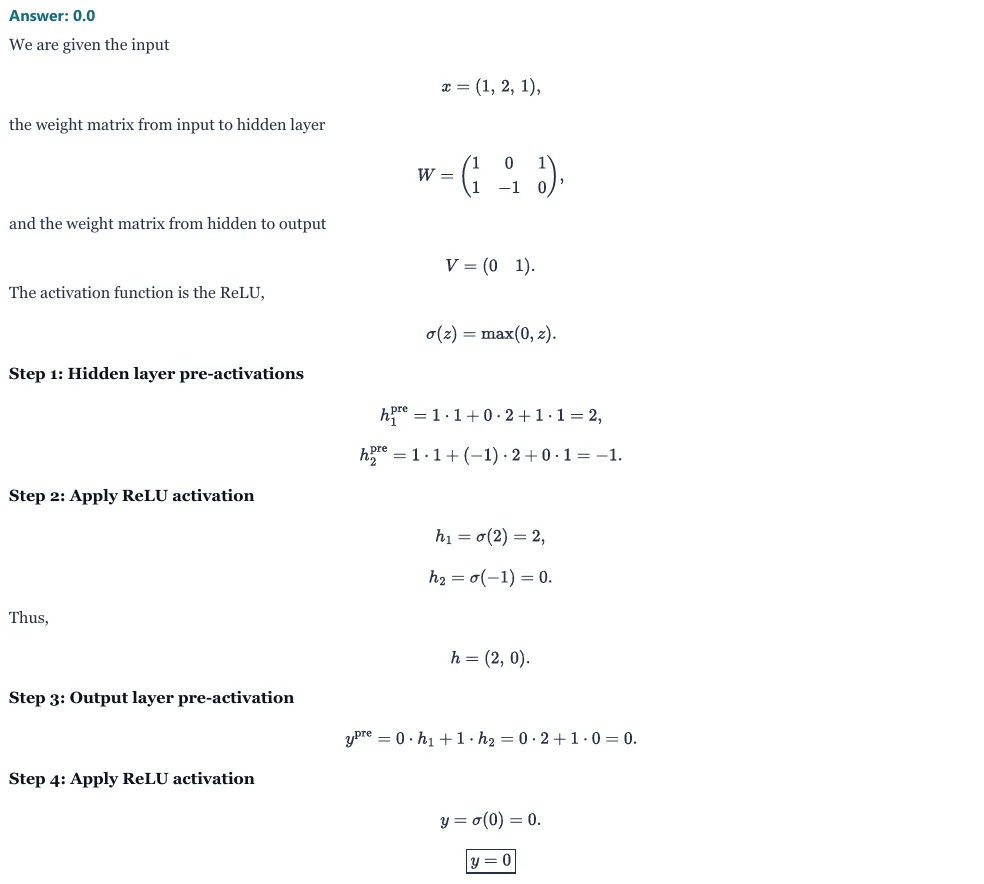 Answer: 0.0
We are given the input
x = (1, 2, 1),
the weight matrix from input to hidden layer
W = \begin{pmatrix} 1 & 0 & 1 \\ 1 & -1 & 0 \end{pmatrix},
and the weight matrix from hidden to output
V = (0 1).
The activation function is the ReLU,
σ(z) = max(0, z).
Step 1: Hidden layer pre-activations
h_1^{pre} = 1 · 1 + 0 · 2 + 1 · 1 = 2,
h_2^{pre} = 1 · 1 + (−1) · 2 + 0 · 1 = −1.
Step 2: Apply ReLU activation
h_1 = σ(2) = 2,
h_2 = σ(−1) = 0.
Thus,
h = (2, 0).
Step 3: Output layer pre-activation
y^{pre} = 0 · h_1 + 1 · h_2 = 0 · 2 + 1 · 0 = 0.
Step 4: Apply ReLU activation
y = σ(0) = 0.
y = 0